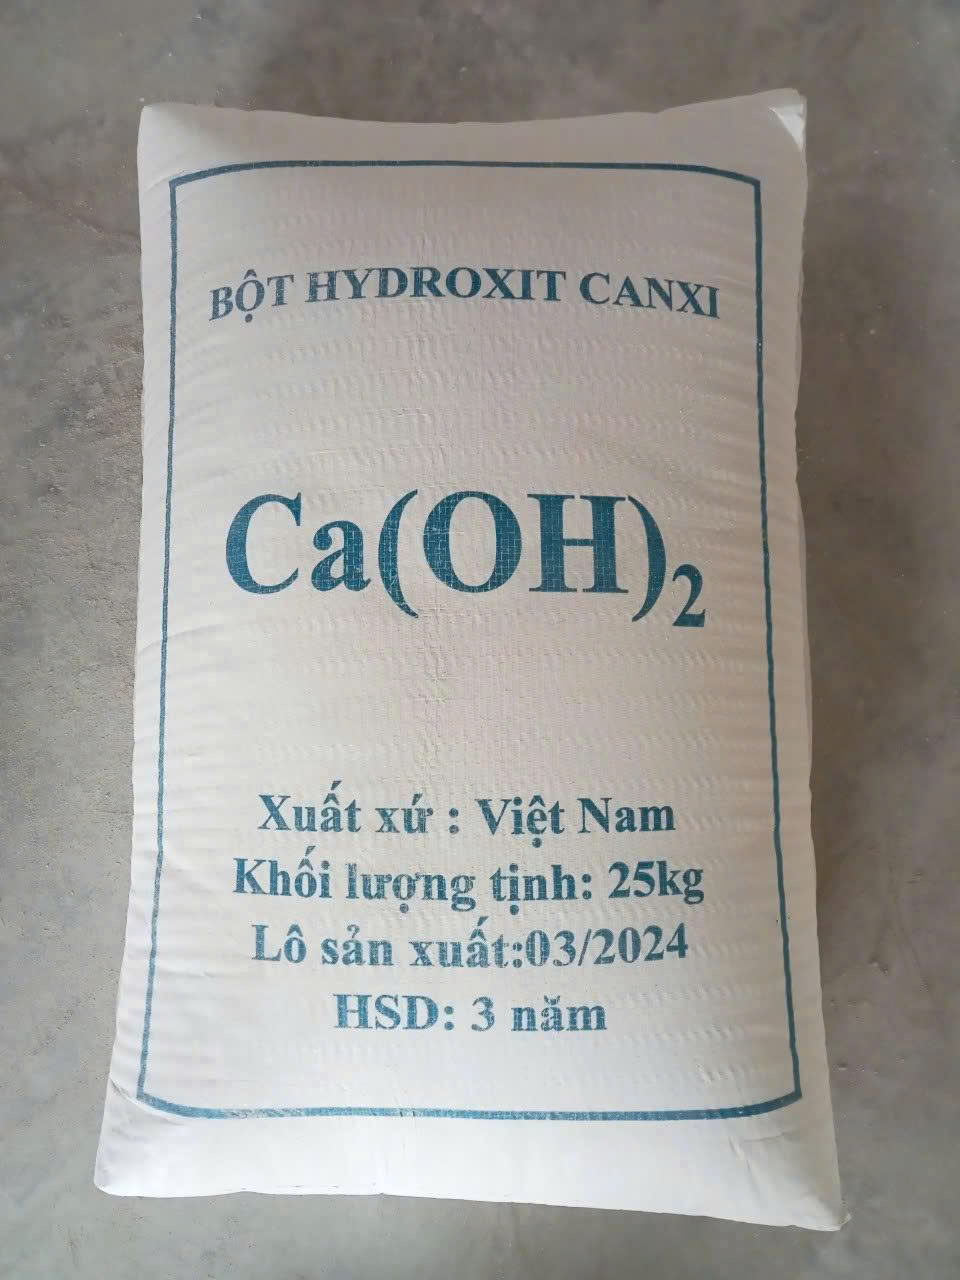 BỘT HYDROXIT CANXI
Ca(OH)₂
Xuất xứ : Việt Nam
Khối lượng tịnh: 25kg
Lô sản xuất:03/2024
HSD: 3 năm